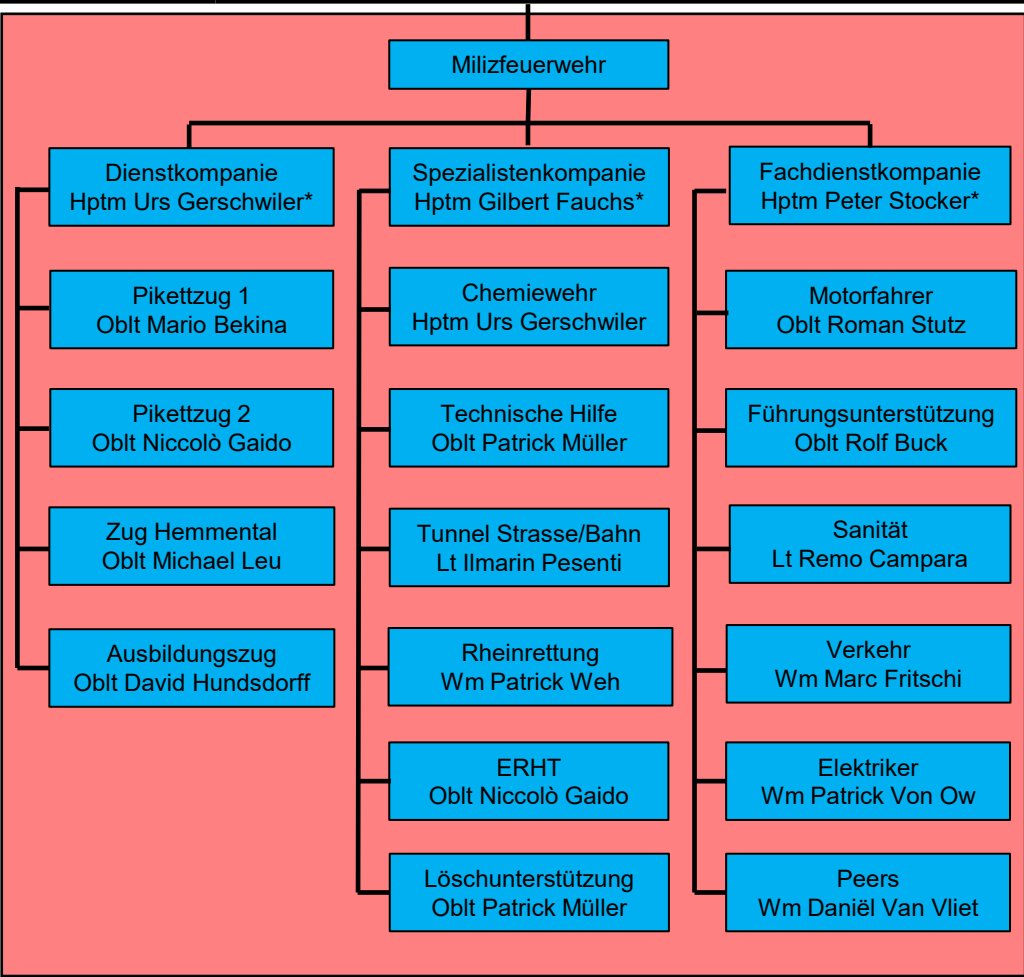 Milizfeuerwehr
Dienstkompanie
Hptm Urs Gerschwiler*
Pikettzug 1
Oblt Mario Bekina
Pikettzug 2
Oblt Niccolò Gaido
Zug Hemmental
Oblt Michael Leu
Ausbildungszug
Oblt David Hundsdorff
Spezialistenkompanie
Hptm Gilbert Fauchs*
Chemiewehr
Hptm Urs Gerschwiler
Technische Hilfe
Oblt Patrick Müller
Tunnel Strasse/Bahn
Lt Ilmarin Pesenti
Rheinrettung
Wm Patrick Weh
ERHT
Oblt Niccolò Gaido
Löschunterstützung
Oblt Patrick Müller
Fachdienstkompanie
Hptm Peter Stocker*
Motorfahrer
Oblt Roman Stutz
Führungsunterstützung
Oblt Rolf Buck
Sanität
Lt Remo Campara
Verkehr
Wm Marc Fritschi
Elektriker
Wm Patrick Von Ow
Peers
Wm Daniël Van Vliet